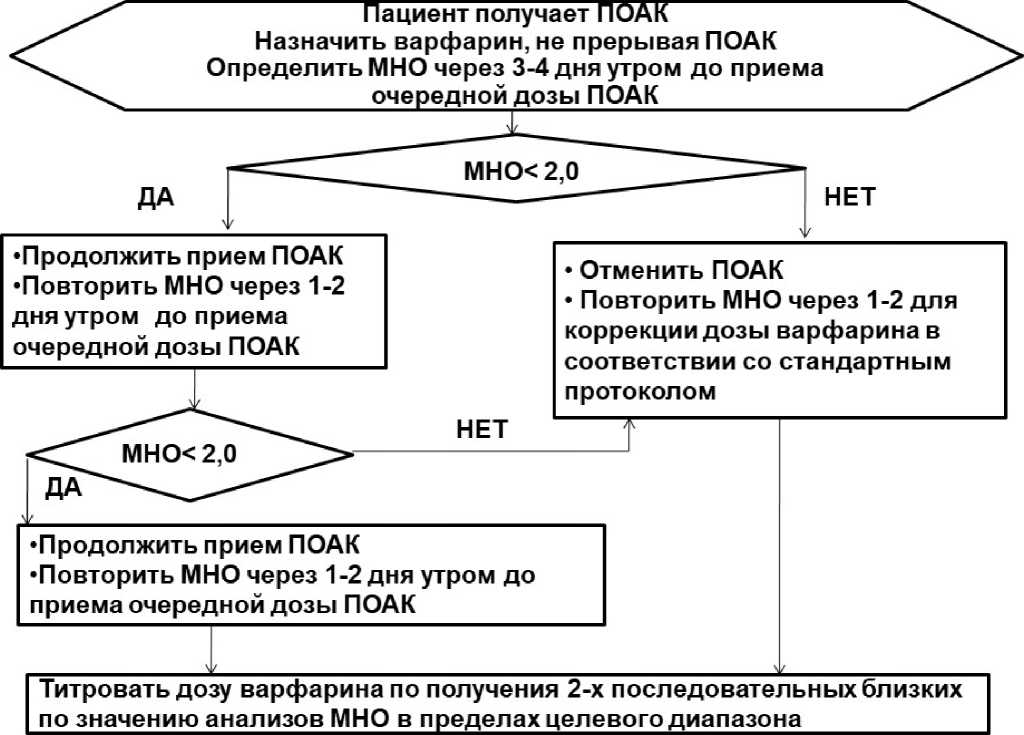 Пациент получает ПОАК
Назначить варфарин, не прерывая ПОАК
Определить МНО через 3-4 дня утром до приема
очередной дозы ПОАК
МНО< 2,0
ДА
НЕТ
•Продолжить прием ПОАК
•Повторить МНО через 1-2
дня утром до приема
очередной дозы ПОАК
• Отменить ПОАК
• Повторить МНО через 1-2 для
коррекции дозы варфарина в
соответствии со стандартным
протоколом
МНО< 2,0
НЕТ
ДА
•Продолжить прием ПОАК
•Повторить МНО через 1-2 дня утром до
приема очередной дозы ПОАК
Титровать дозу варфарина по получения 2-х последовательных близких
по значению анализов МНО в пределах целевого диапазона